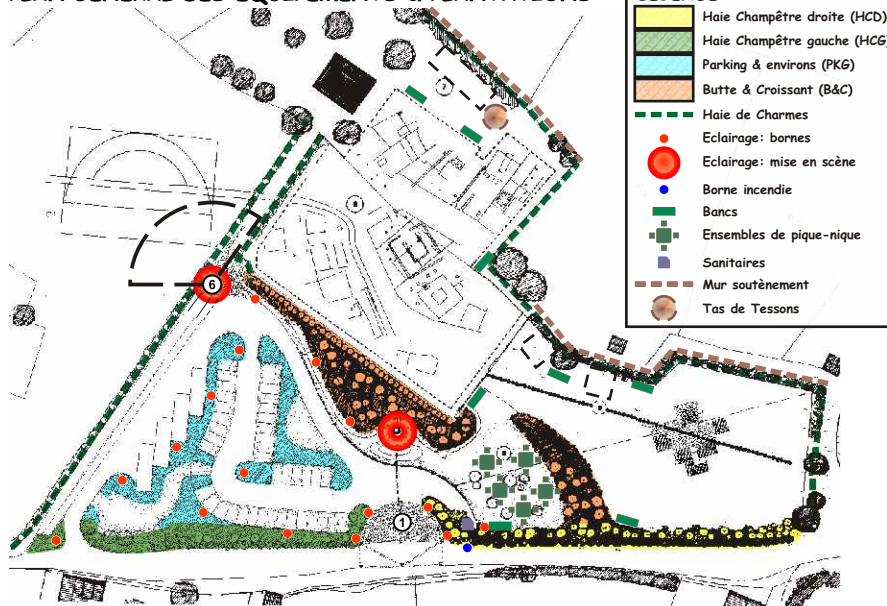 Haie Champêtre droite (HCD)
Haie Champêtre gauche (HCG)
Parking & environs (PKG)
Butte & Croissant (B&C)
Haie de Charmes
Eclairage: bornes
Eclairage: mise en scène
Borne incendie
Bancs
Ensembles de pique-nique
Sanitaires
Mur soutènement
Tas de Tessons
6
1